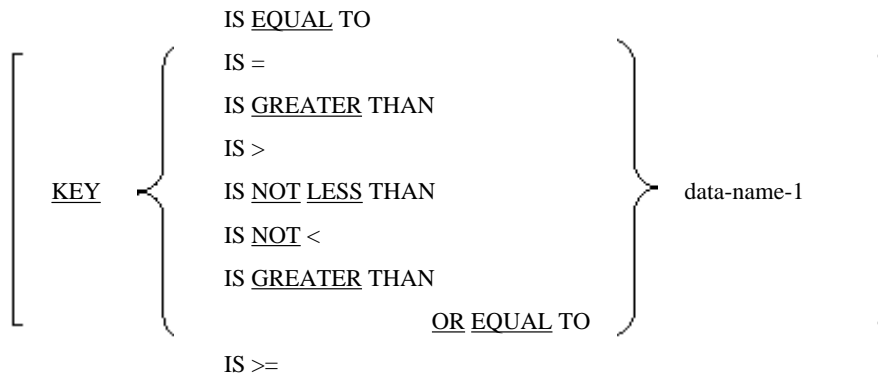 IS EQUAL TO
IS =
IS GREATER THAN
IS >
KEY IS NOT LESS THAN data-name-1
IS NOT <
IS GREATER THAN
OR EQUAL TO
IS >=